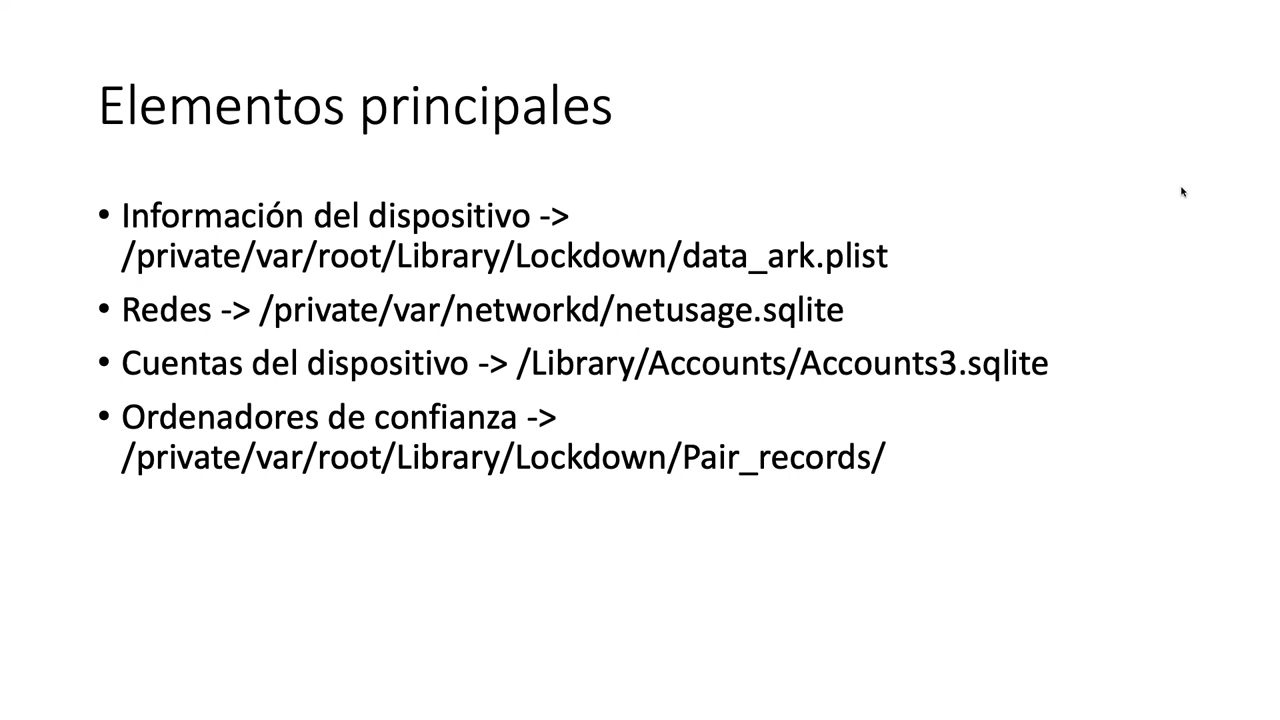 Elementos principales
• Información del dispositivo ->
/private/var/root/Library/Lockdown/data_ark.plist
• Redes -> /private/var/networkd/netusage.sqlite
• Cuentas del dispositivo -> /Library/Accounts/Accounts3.sqlite
• Ordenadores de confianza ->
/private/var/root/Library/Lockdown/Pair_records/